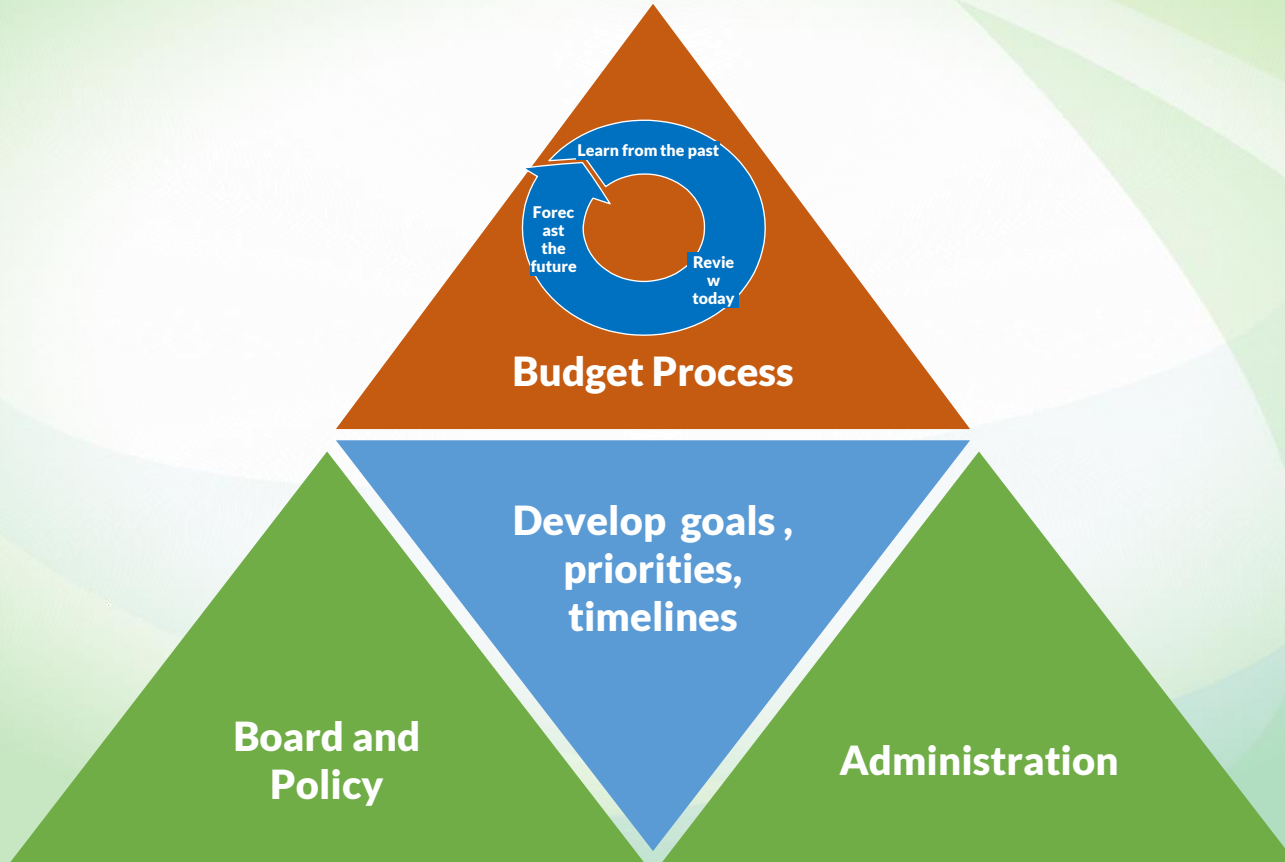 Learn from the past
Forec
ast
the
future
Revie
w
today
Budget Process
Develop goals ,
priorities,
timelines
Board and
Policy
Administration